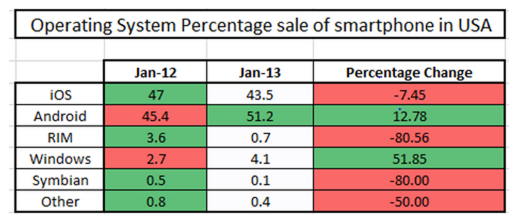 Operating System Percentage sale of smartphone in USA
Jan-12 Jan-13 Percentage Change
iOS 47 43.5 -7.45
Android 45.4 51.2 12.78
RIM 3.6 0.7 -80.56
Windows 2.7 4.1 51.85
Symbian 0.5 0.1 -80.00
Other 0.8 0.4 -50.00